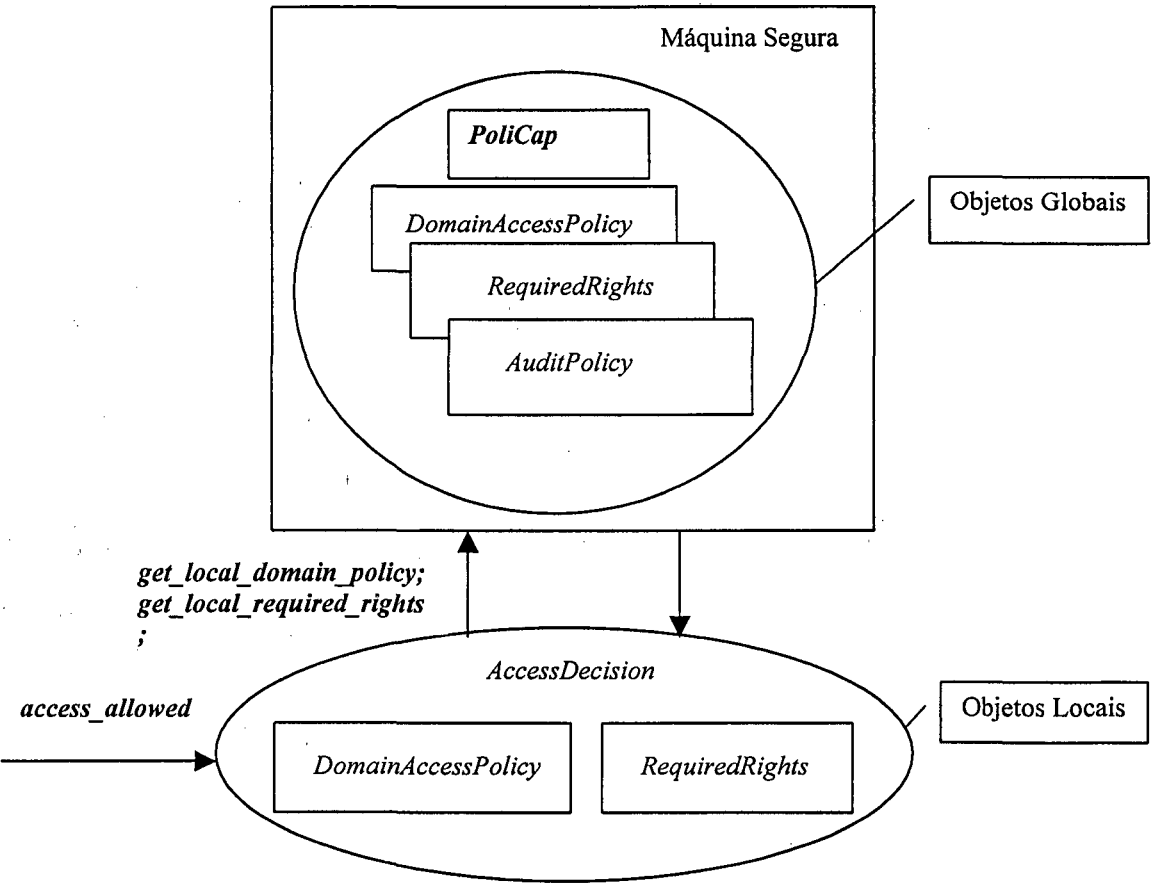 Máquina Segura
PoliCap
DomainAccessPolicy
RequiredRights
AuditPolicy
Objetos Globais
get_local_domain_policy;
get_local_required_rights
;
AccessDecision
access_allowed
DomainAccessPolicy
RequiredRights
Objetos Locais